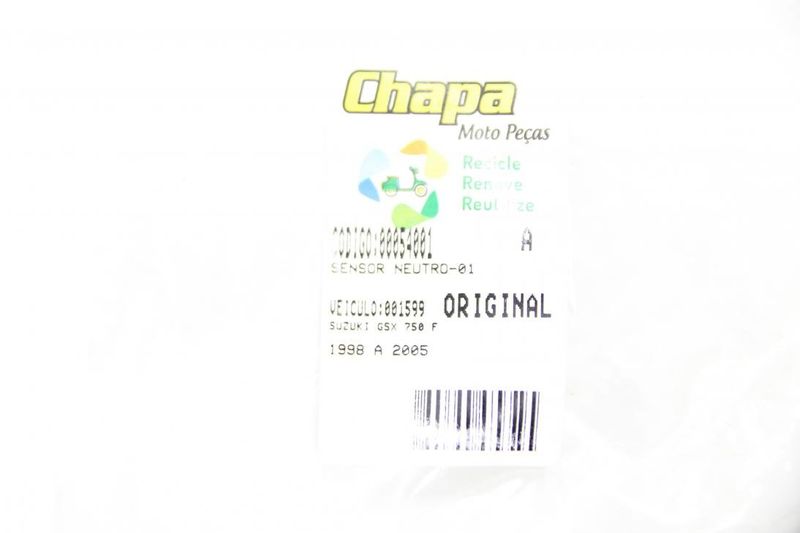 Chapa
Moto Peças
Recicle
Renove
Reutilize
CODIGO:00054001 A
SENSOR NEUTRO-01
VEICULO:001599 ORIGINAL
SUZUKI GSX 750 F
1998 A 2005